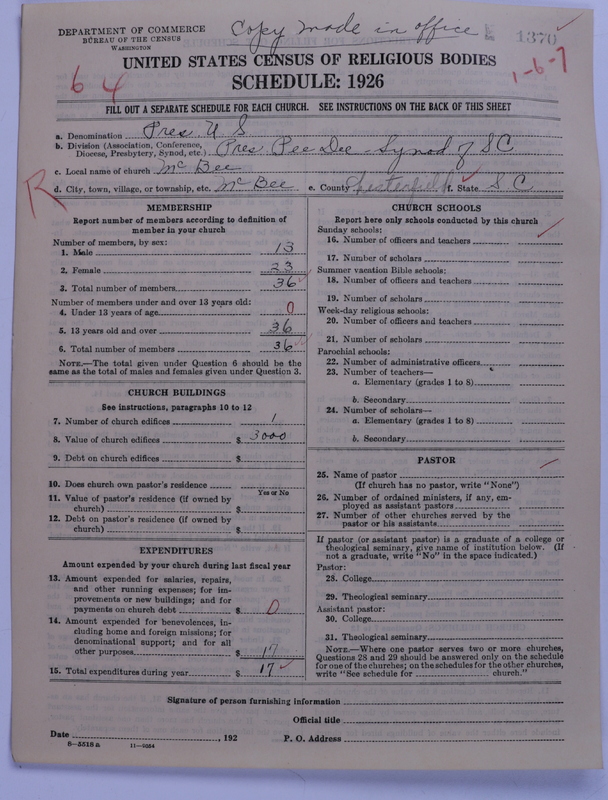 DEPARTMENT OF COMMERCE
BUREAU OF THE CENSUS
WASHINGTON
Copy made in office
1370
UNITED STATES CENSUS OF RELIGIOUS BODIES
1-6-7
64
SCHEDULE: 1926
FILL OUT A SEPARATE SCHEDULE FOR EACH CHURCH. SEE INSTRUCTIONS ON THE BACK OF THIS SHEET
a. Denomination Pres. U S
b. Division (Association, Conference, Diocese, Presbytery, Synod, etc.) Pres Pee Dee - Synod of S C
c. Local name of church Mc Bee
R
d. City, town, village, or township, etc. Mc Bee e. County Chesterfield f. State S C
MEMBERSHIP
Report number of members according to definition of
member in your church
Number of members, by sex:
1. Male 13
2. Female 23
3. Total number of members 36
Number of members under and over 13 years old:
4. Under 13 years of age 0
5. 13 years old and over 36
6. Total number of members 36
NOTE.—The total given under Question 6 should be the
same as the total of males and females given under Question 3.
CHURCH BUILDINGS
See instructions, paragraphs 10 to 12
7. Number of church edifices 1
8. Value of church edifices $ 3000
9. Debt on church edifices $
10. Does church own pastor's residence
Yes or No
11. Value of pastor's residence (if owned by
church) $
12. Debt on pastor's residence (if owned by
church) $
EXPENDITURES
Amount expended by your church during last fiscal year
13. Amount expended for salaries, repairs,
and other running expenses; for im-
provements or new buildings; and for
payments on church debt $ 0
14. Amount expended for benevolences, in-
cluding home and foreign missions; for
denominational support; and for all
other purposes $ 17
15. Total expenditures during year $ 17
CHURCH SCHOOLS
Report here only schools conducted by this church
Sunday schools:
16. Number of officers and teachers
17. Number of scholars
Summer vacation Bible schools:
18. Number of officers and teachers
19. Number of scholars
Week-day religious schools:
20. Number of officers and teachers
21. Number of scholars
Parochial schools:
22. Number of administrative officers
23. Number of teachers—
a. Elementary (grades 1 to 8)
b. Secondary
24. Number of scholars—
a. Elementary (grades 1 to 8)
b. Secondary
PASTOR
25. Name of pastor
(If church has no pastor, write "None")
26. Number of ordained ministers, if any, em-
ployed as assistant pastors
27. Number of other churches served by the
pastor or his assistants
If pastor (or assistant pastor) is a graduate of a college or
theological seminary, give name of institution below. (If
not a graduate, write "No" in the space indicated.)
Pastor:
28. College
29. Theological seminary
Assistant pastor:
30. College
31. Theological seminary
NOTE.—Where one pastor serves two or more churches,
Questions 28 and 29 should be answered only on the schedule
for one of the churches; on the schedules for the other churches,
write "See schedule for church."
Signature of person furnishing information
Official title
Date , 192 P. O. Address
8—5518 a 11—5054